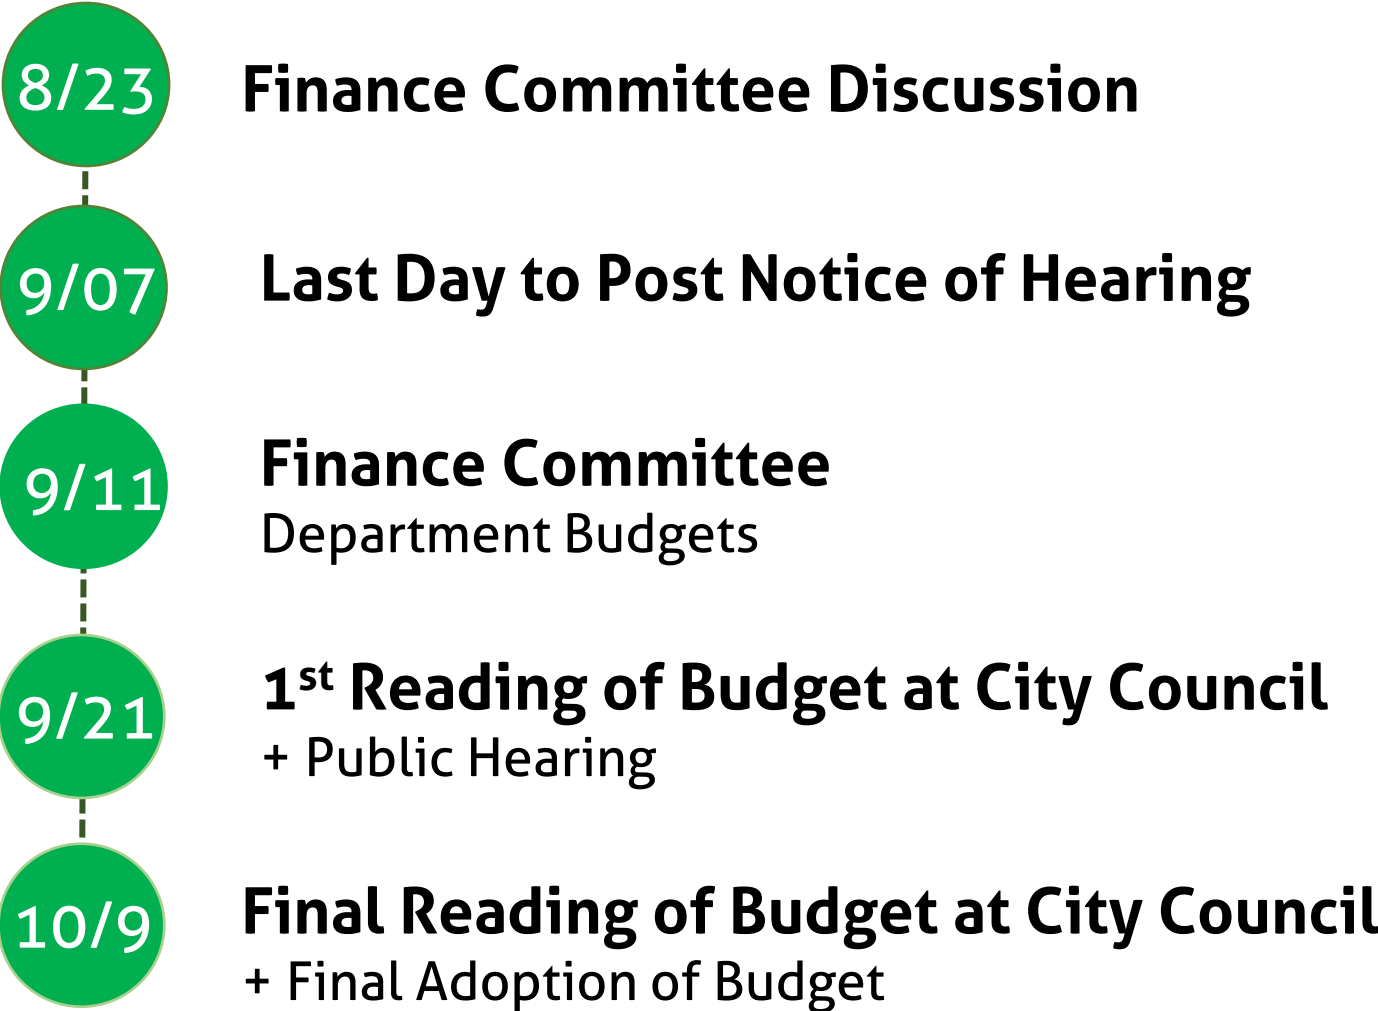 8/23
Finance Committee Discussion
9/07
Last Day to Post Notice of Hearing
9/11
Finance Committee
Department Budgets
9/21
1st Reading of Budget at City Council
+ Public Hearing
10/9
Final Reading of Budget at City Council
+ Final Adoption of Budget